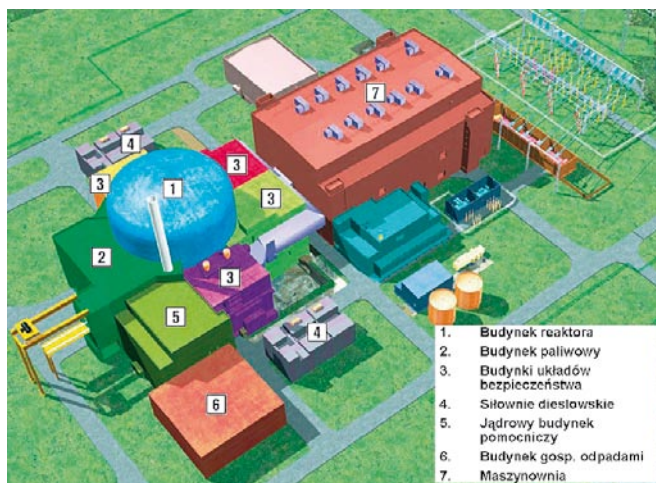 7
4
3
3
1
3
2
3
5
4
6
1. Budynek reaktora
2. Budynek paliwowy
3. Budynki układów
bezpieczeństwa
4. Siłownie dieslowskie
5. Jądrowy budynek
pomocniczy
6. Budynek gosp. odpadami
7. Maszynownia